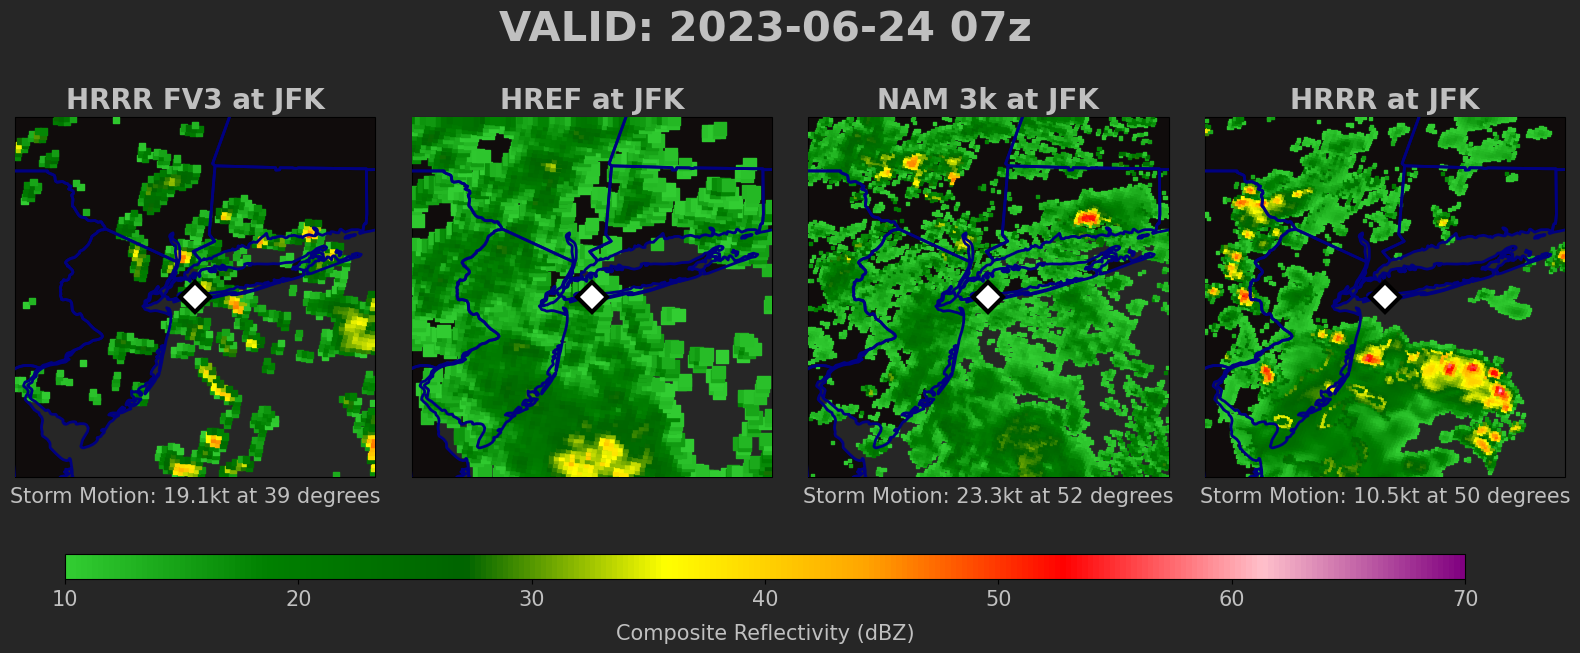 VALID: 2023-06-24 07z
HRRR FV3 at JFK
HREF at JFK
NAM 3k at JFK
HRRR at JFK
Storm Motion: 19.1kt at 39 degrees
Storm Motion: 23.3kt at 52 degrees
Storm Motion: 10.5kt at 50 degrees
10 20 30 40 50 60 70
Composite Reflectivity (dBZ)